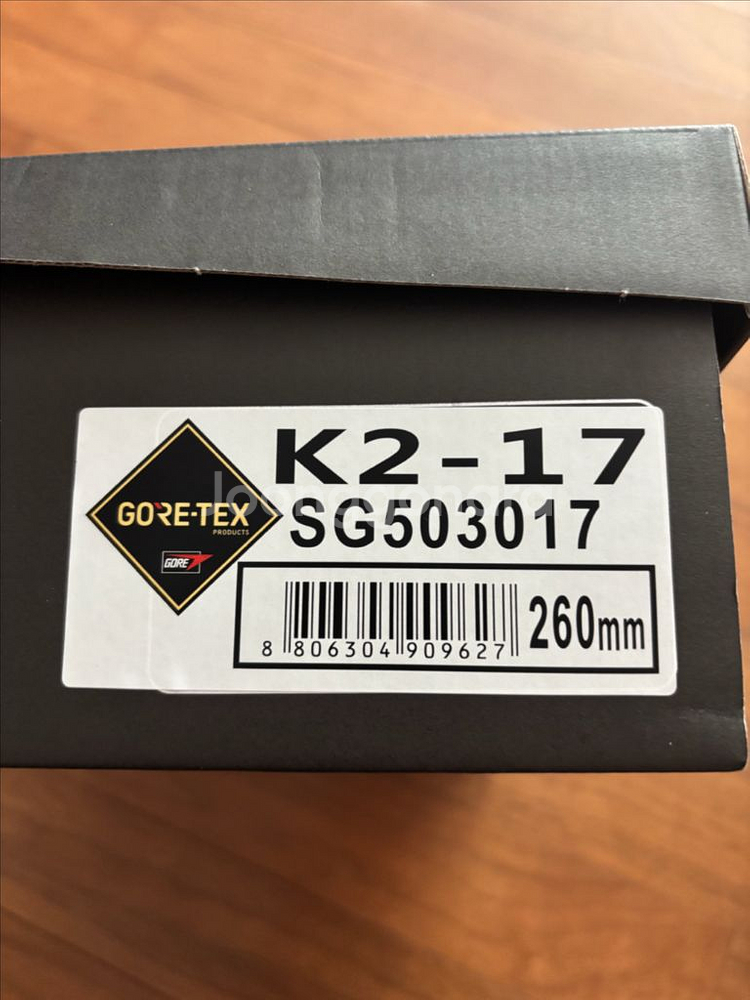 K2-17
GORE-TEX
PRODUCTS
SG503017
GORE
8 806304 909627
260mm